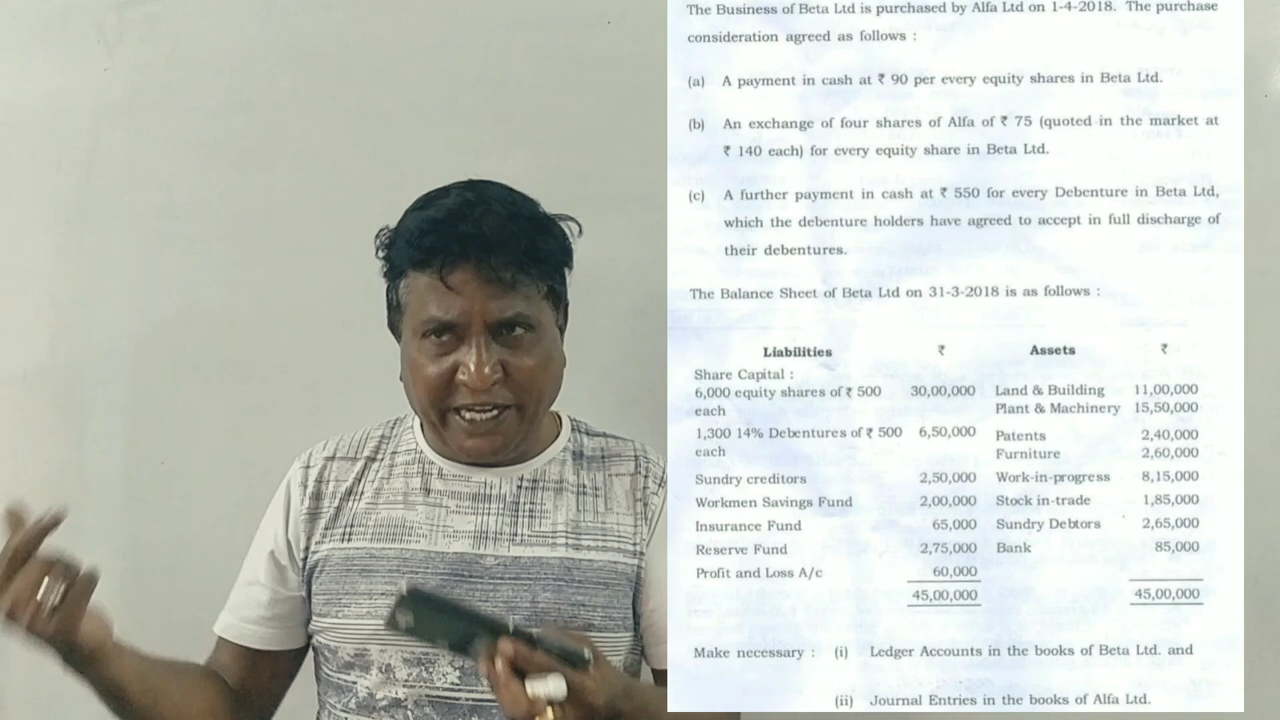 The Business of Beta Ltd is purchased by Alfa Ltd on 1-4-2018. The purchase
consideration agreed as follows :
(a) A payment in cash at ₹ 90 per every equity shares in Beta Ltd.
(b) An exchange of four shares of Alfa of ₹ 75 (quoted in the market at
₹ 140 each) for every equity share in Beta Ltd.
(c) A further payment in cash at ₹ 550 for every Debenture in Beta Ltd,
which the debenture holders have agreed to accept in full discharge of
their debentures.
The Balance Sheet of Beta Ltd on 31-3-2018 is as follows :
Liabilities ₹ Assets ₹
Share Capital :
6,000 equity shares of ₹ 500 30,00,000 Land & Building 11,00,000
each Plant & Machinery 15,50,000
1,300 14% Debentures of ₹ 500 6,50,000 Patents 2,40,000
each Furniture 2,60,000
Sundry creditors 2,50,000 Work-in-progress 8,15,000
Workmen Savings Fund 2,00,000 Stock in-trade 1,85,000
Insurance Fund 65,000 Sundry Debtors 2,65,000
Reserve Fund 2,75,000 Bank 85,000
Profit and Loss A/c 60,000
45,00,000 45,00,000
Make necessary : (i) Ledger Accounts in the books of Beta Ltd. and
(ii) Journal Entries in the books of Alfa Ltd.